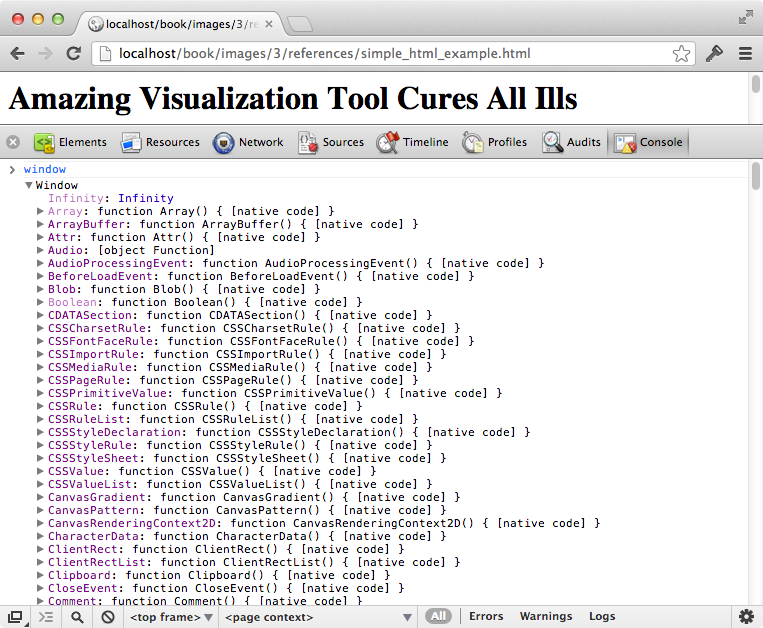 localhost/book/images/3/re
localhost/book/images/3/references/simple_html_example.html
Amazing Visualization Tool Cures All Ills
Elements Resources Network Sources Timeline Profiles Audits Console
window
Window
Infinity: Infinity
Array: function Array() { [native code] }
ArrayBuffer: function ArrayBuffer() { [native code] }
Attr: function Attr() { [native code] }
Audio: [object Function]
AudioProcessingEvent: function AudioProcessingEvent() { [native code] }
BeforeLoadEvent: function BeforeLoadEvent() { [native code] }
Blob: function Blob() { [native code] }
Boolean: function Boolean() { [native code] }
CDATASection: function CDATASection() { [native code] }
CSSCharsetRule: function CSSCharsetRule() { [native code] }
CSSFontFaceRule: function CSSFontFaceRule() { [native code] }
CSSImportRule: function CSSImportRule() { [native code] }
CSSMediaRule: function CSSMediaRule() { [native code] }
CSSPageRule: function CSSPageRule() { [native code] }
CSSPrimitiveValue: function CSSPrimitiveValue() { [native code] }
CSSRule: function CSSRule() { [native code] }
CSSRuleList: function CSSRuleList() { [native code] }
CSSStyleDeclaration: function CSSStyleDeclaration() { [native code] }
CSSStyleRule: function CSSStyleRule() { [native code] }
CSSStyleSheet: function CSSStyleSheet() { [native code] }
CSSValue: function CSSValue() { [native code] }
CSSValueList: function CSSValueList() { [native code] }
CanvasGradient: function CanvasGradient() { [native code] }
CanvasPattern: function CanvasPattern() { [native code] }
CanvasRenderingContext2D: function CanvasRenderingContext2D() { [native code] }
CharacterData: function CharacterData() { [native code] }
ClientRect: function ClientRect() { [native code] }
ClientRectList: function ClientRectList() { [native code] }
Clipboard: function Clipboard() { [native code] }
CloseEvent: function CloseEvent() { [native code] }
Comment: function Comment() { [native code] }
<top frame> <page context> All Errors Warnings Logs